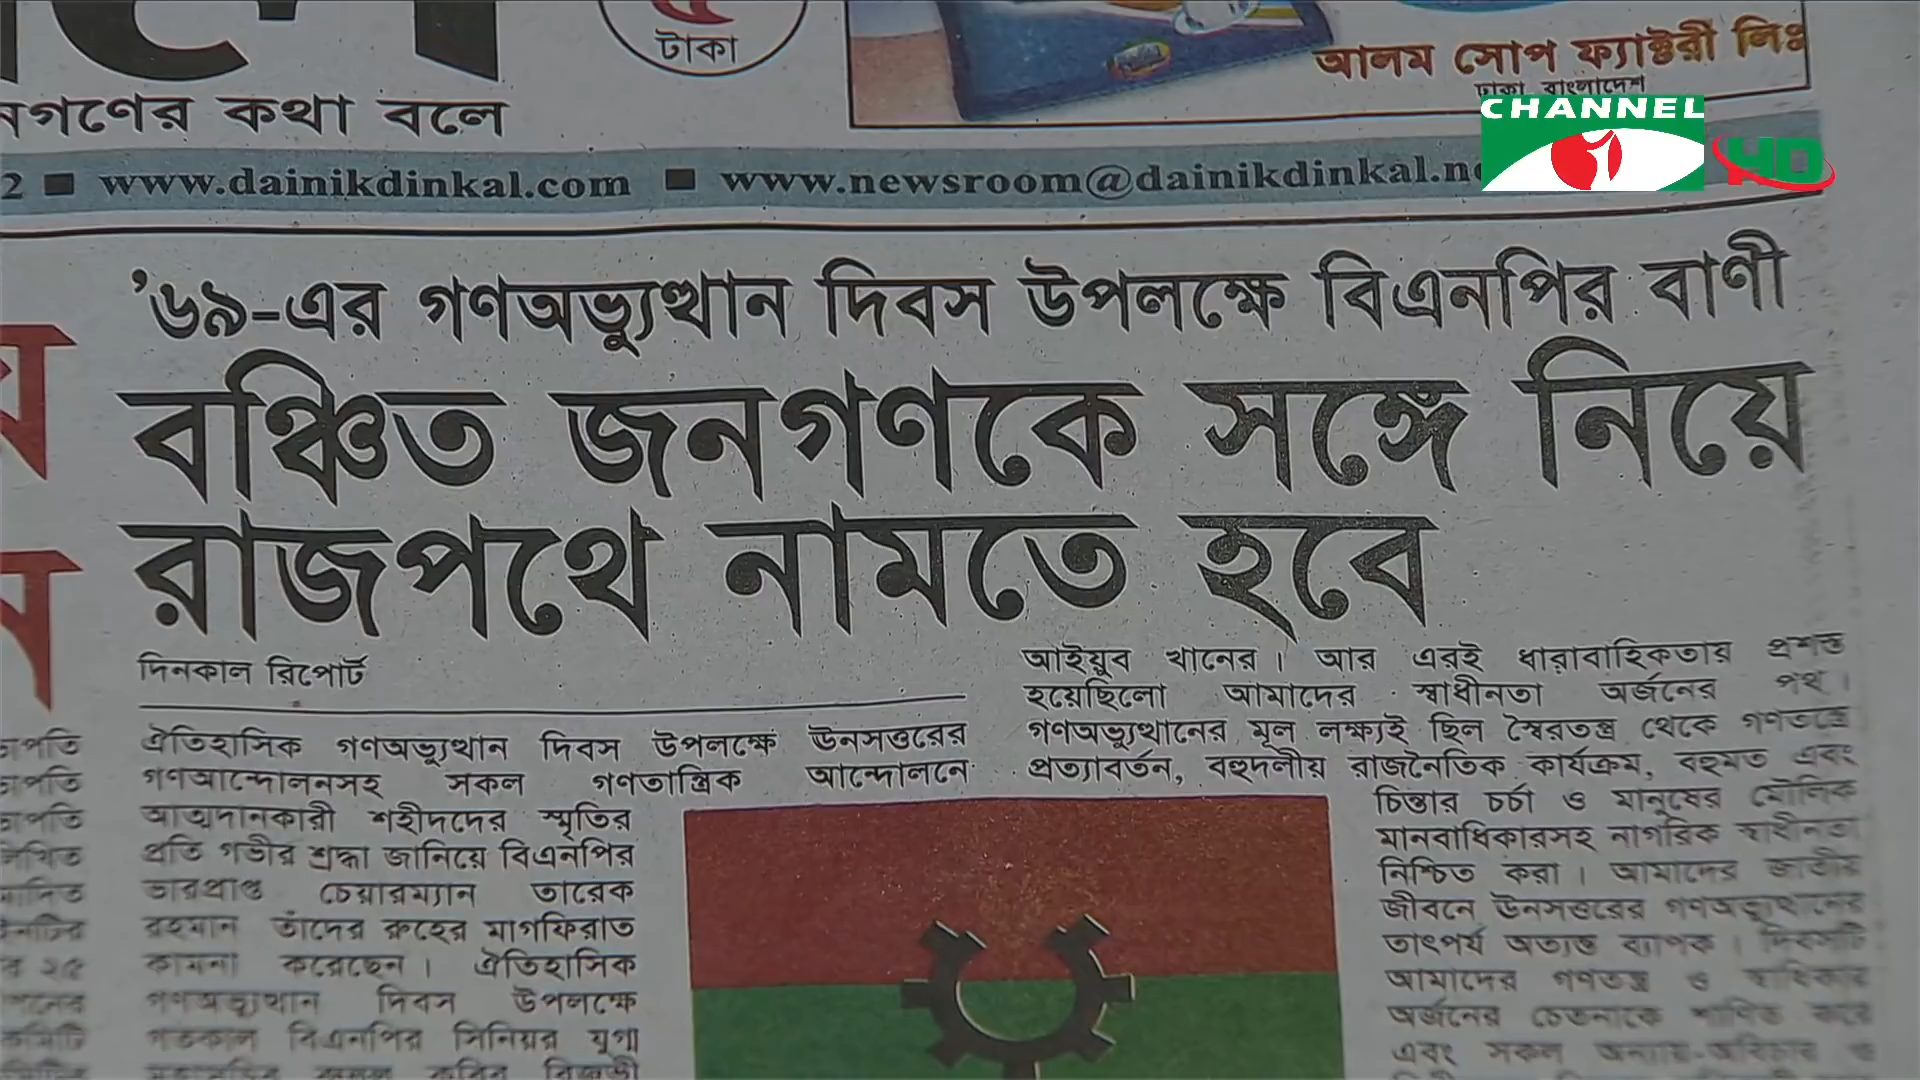 টাকা
আলম সোপ ফ্যাক্টরী লিঃ
ঢাকা, বাংলাদেশ
CHANNEL
HD
নগণের কথা বলে
2 ■ www.dainikdinkal.com ■ www.newsroom@dainikdinkal.ne
'৬৯-এর গণঅভ্যুত্থান দিবস উপলক্ষে বিএনপির বাণী
বঞ্চিত জনগণকে সঙ্গে নিয়ে
রাজপথে নামতে হবে
দিনকাল রিপোর্ট
ঐতিহাসিক গণঅভ্যুত্থান দিবস উপলক্ষে ঊনসত্তরের
গণআন্দোলনসহ সকল গণতান্ত্রিক আন্দোলনে
আত্মদানকারী শহীদদের স্মৃতির
প্রতি গভীর শ্রদ্ধা জানিয়ে বিএনপির
ভারপ্রাপ্ত চেয়ারম্যান তারেক
রহমান তাঁদের রুহের মাগফিরাত
কামনা করেছেন। ঐতিহাসিক
গণঅভ্যুত্থান দিবস উপলক্ষে
গতকাল বিএনপির সিনিয়র যুগ্ম
আইয়ুব খানের। আর এরই ধারাবাহিকতায় প্রশস্ত
হয়েছিলো আমাদের স্বাধীনতা অর্জনের পথ।
গণঅভ্যুত্থানের মূল লক্ষ্যই ছিল স্বৈরতন্ত্র থেকে গণতন্ত্রে
প্রত্যাবর্তন, বহুদলীয় রাজনৈতিক কার্যক্রম, বহুমত এবং
চিন্তার চর্চা ও মানুষের মৌলিক
মানবাধিকারসহ নাগরিক স্বাধীনতা
নিশ্চিত করা। আমাদের জাতীয়
জীবনে ঊনসত্তরের গণঅভ্যুত্থানের
তাৎপর্য অত্যন্ত ব্যাপক।
আমাদের গণতন্ত্র ও
অর্জনের চেতনাকে শাণিত করে
এবং সকল